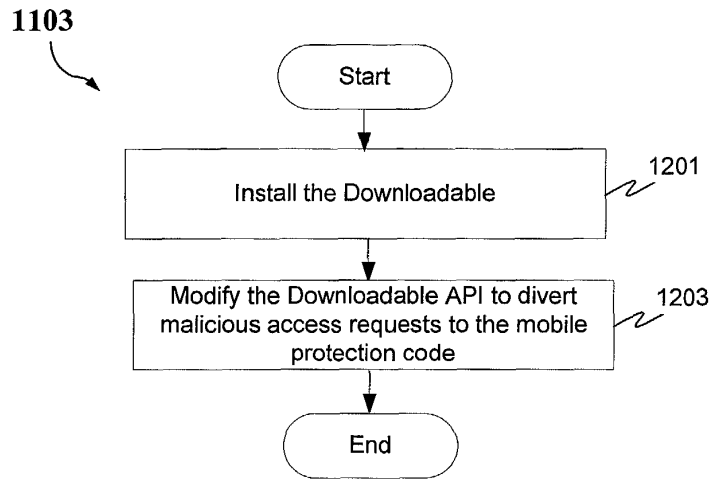 1103
Start
Install the Downloadable
1201
Modify the Downloadable API to divert
malicious access requests to the mobile
protection code
1203
End